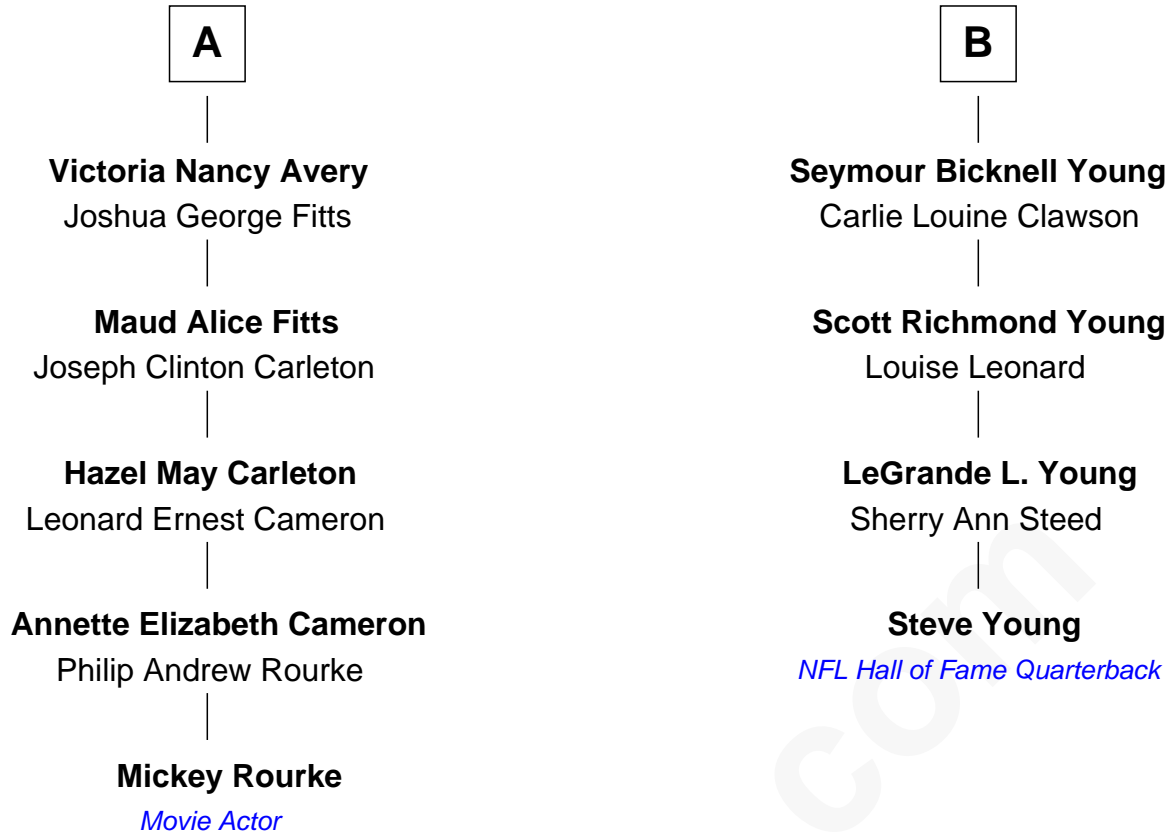 A
Victoria Nancy Avery
Joshua George Fitts
Maud Alice Fitts
Joseph Clinton Carleton
Hazel May Carleton
Leonard Ernest Cameron
Annette Elizabeth Cameron
Philip Andrew Rourke
Mickey Rourke
Movie Actor
B
Seymour Bicknell Young
Carlie Louine Clawson
Scott Richmond Young
Louise Leonard
LeGrande L. Young
Sherry Ann Steed
Steve Young
NFL Hall of Fame Quarterback
com